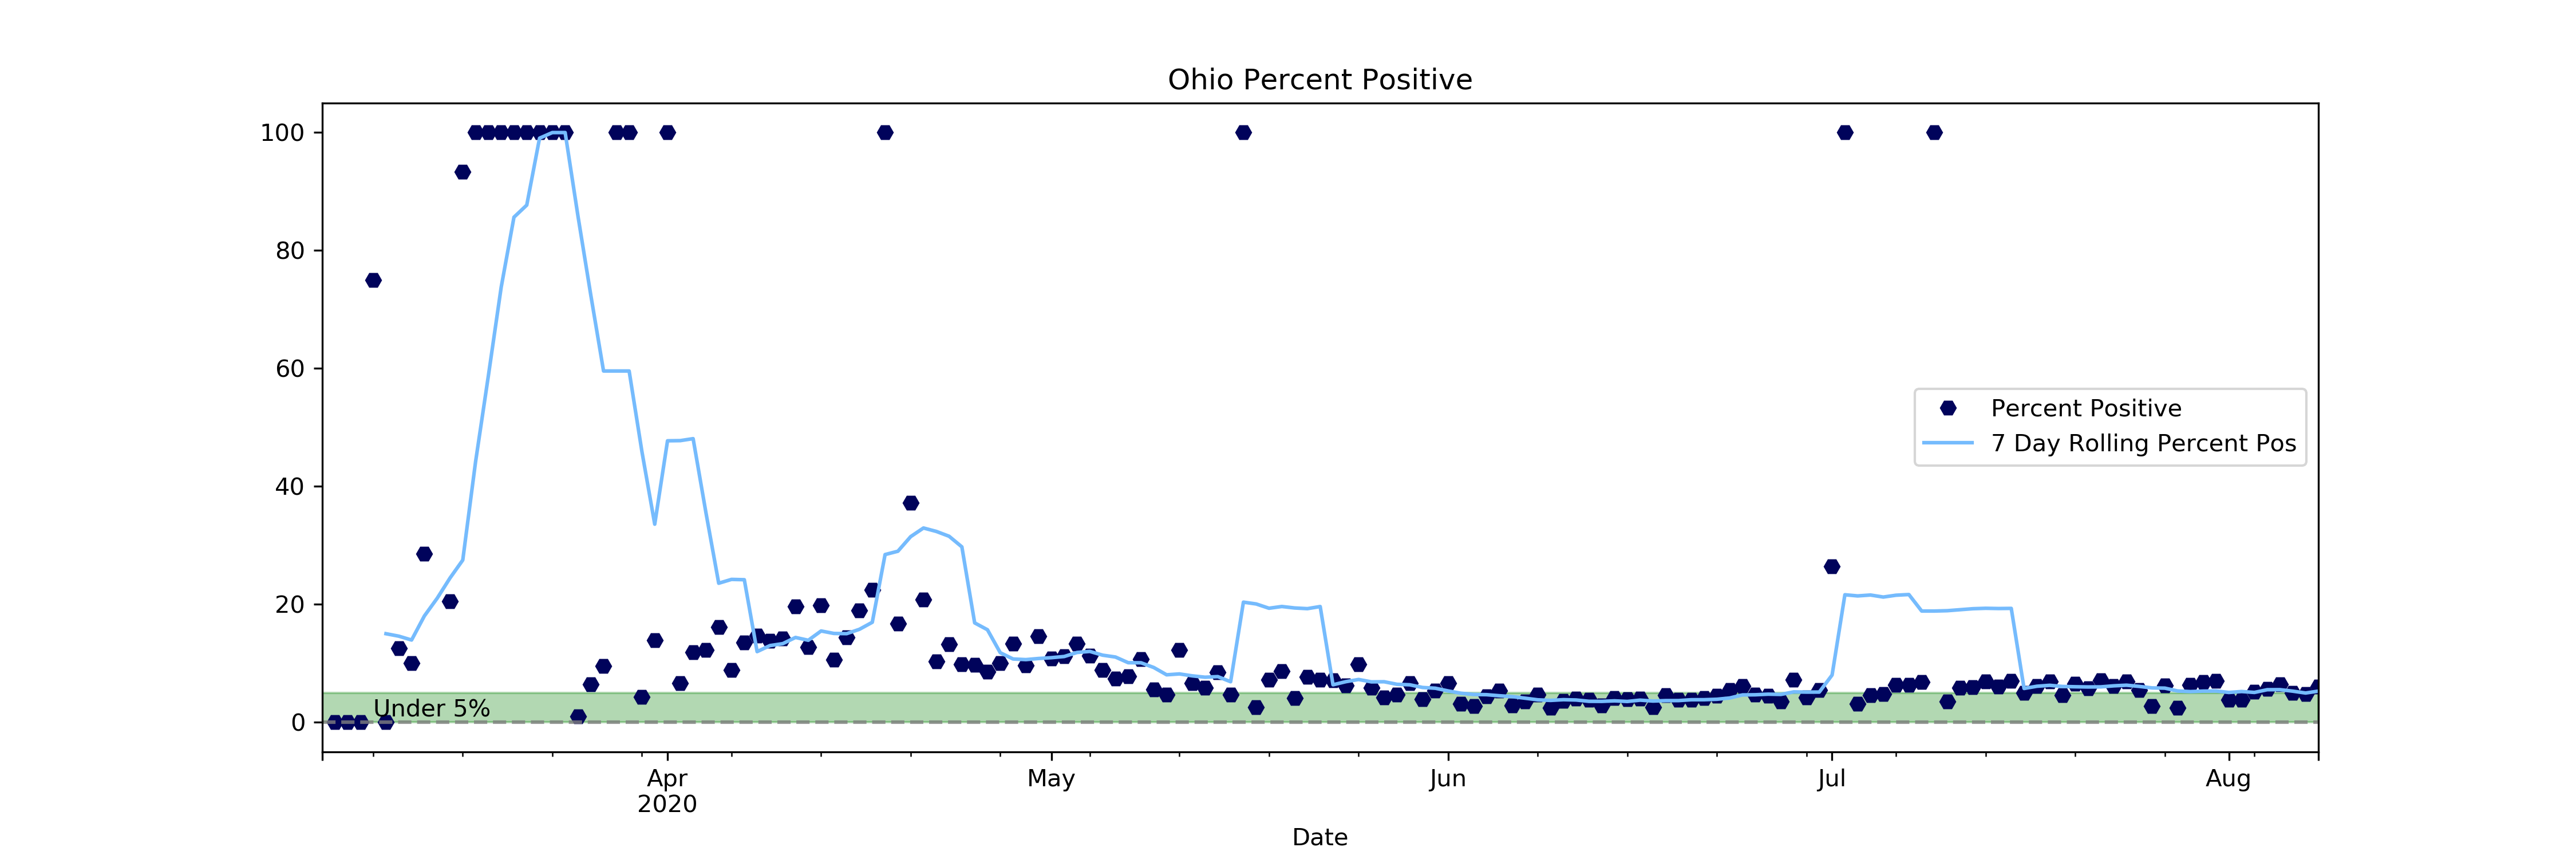 Ohio Percent Positive
100
80
60
40
20
0
Under 5%
Percent Positive
7 Day Rolling Percent Pos
Apr
2020
May
Jun
Jul
Aug
Date